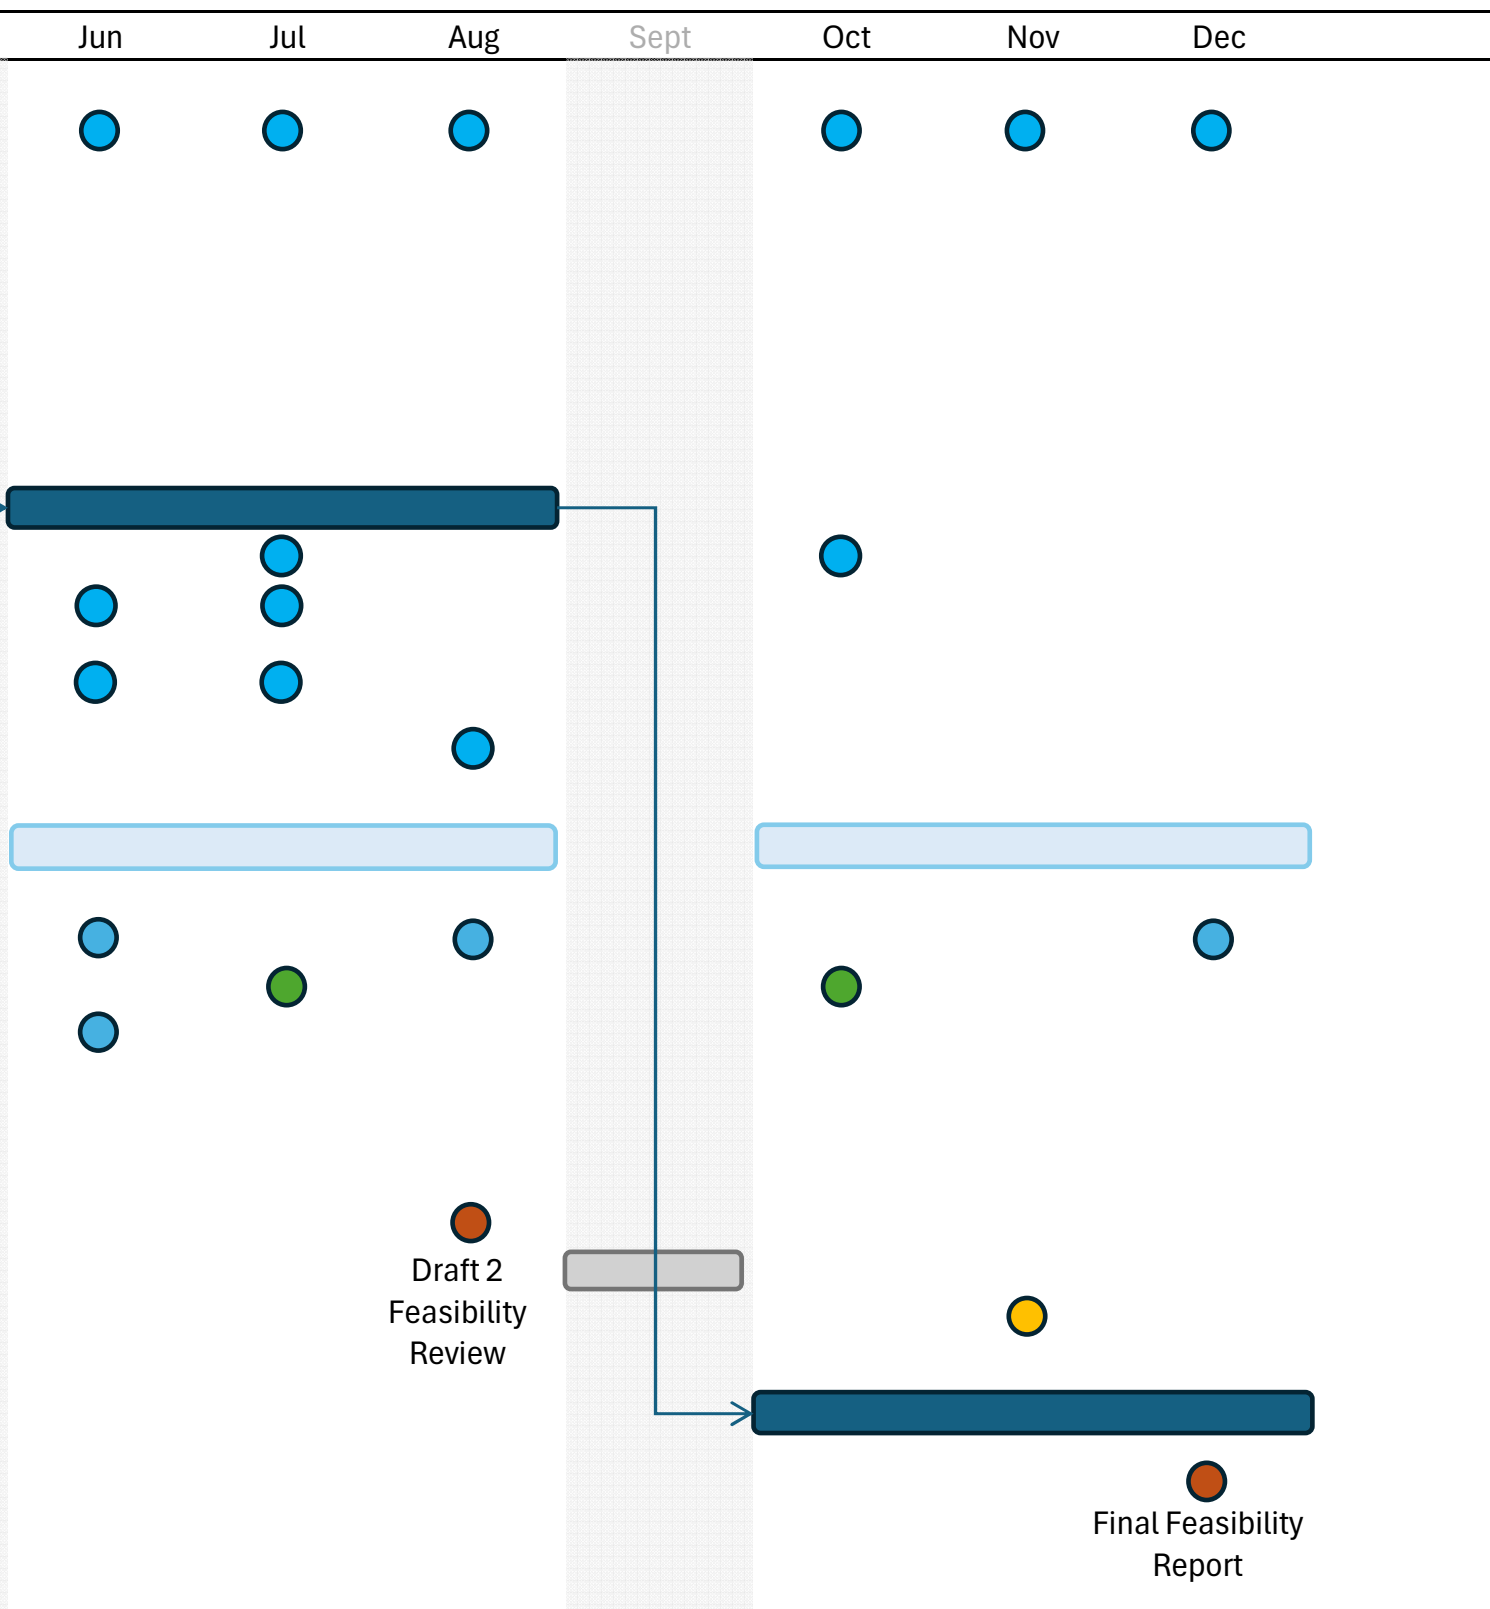 Jun Jul Aug Sept Oct Nov Dec
Draft 2
Feasibility
Review
Final Feasibility
Report